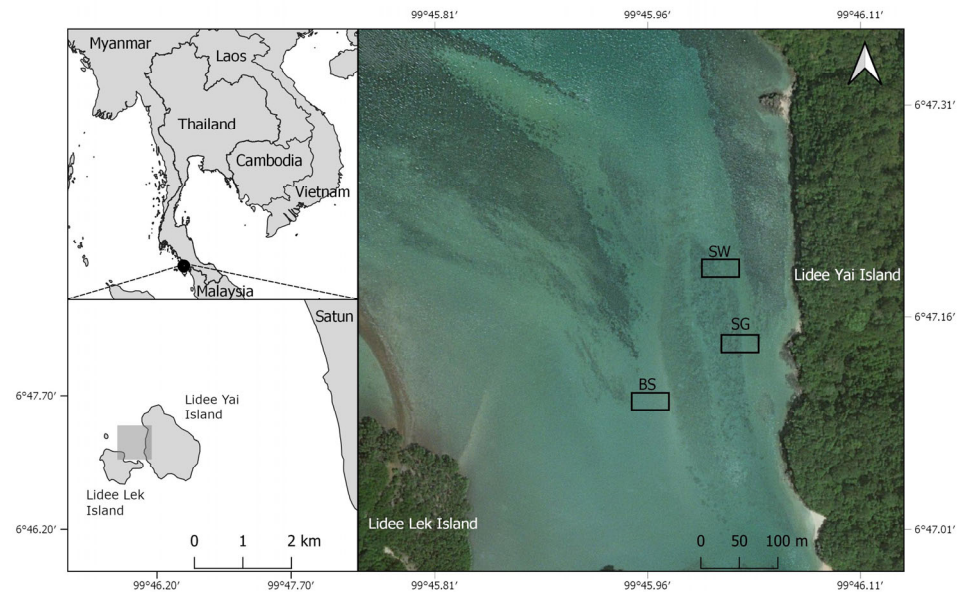 99°45.81′ 99°45.96′ 99°46.11′
Myanmar
Laos
Thailand
Cambodia
Vietnam
Malaysia
Satun
6°47.70′
Lidee Yai
Island
Lidee Lek
Island
6°46.20′
0 1 2 km
99°46.20′ 99°47.70′
6°47.31′
SW
Lidee Yai Island
SG
6°47.16′
BS
Lidee Lek Island
0 50 100 m
6°47.01′
99°45.81′ 99°45.96′ 99°46.11′